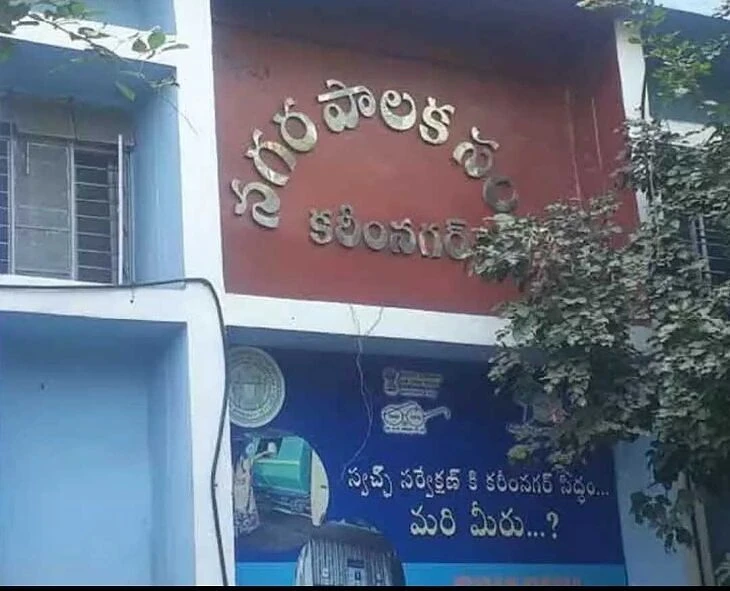 నగర పాలక సం
కరీంనగర్
స్వచ్ఛ్ సర్వేక్షణ్ కి కరీంనగర్ సిద్ధం...
మరి మీరు...?